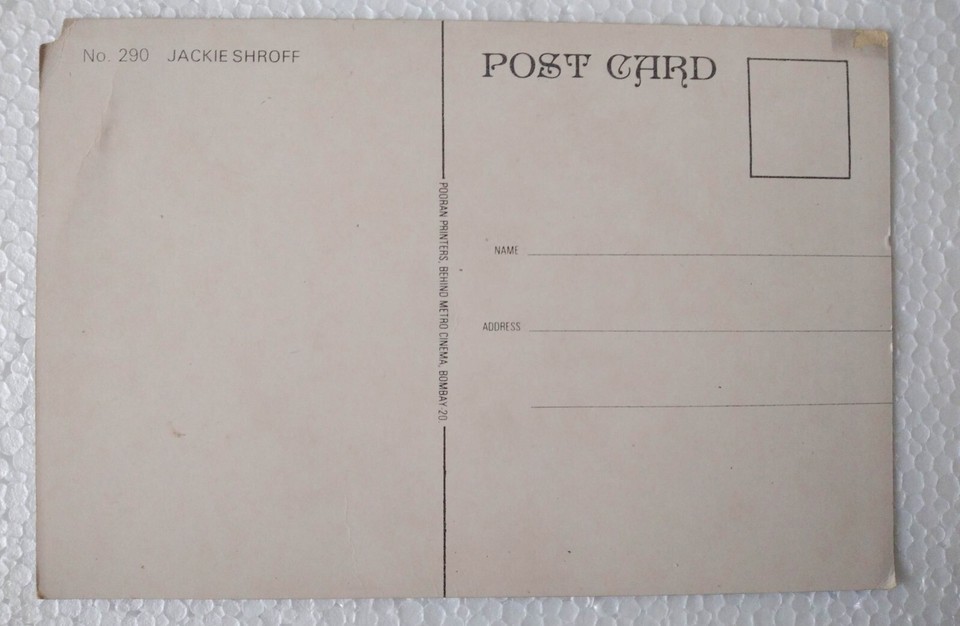 No. 290 JACKIE SHROFF
POORAN PRINTERS, BEHIND METRO CINEMA, BOMBAY 20.
POST CARD
NAME
ADDRESS